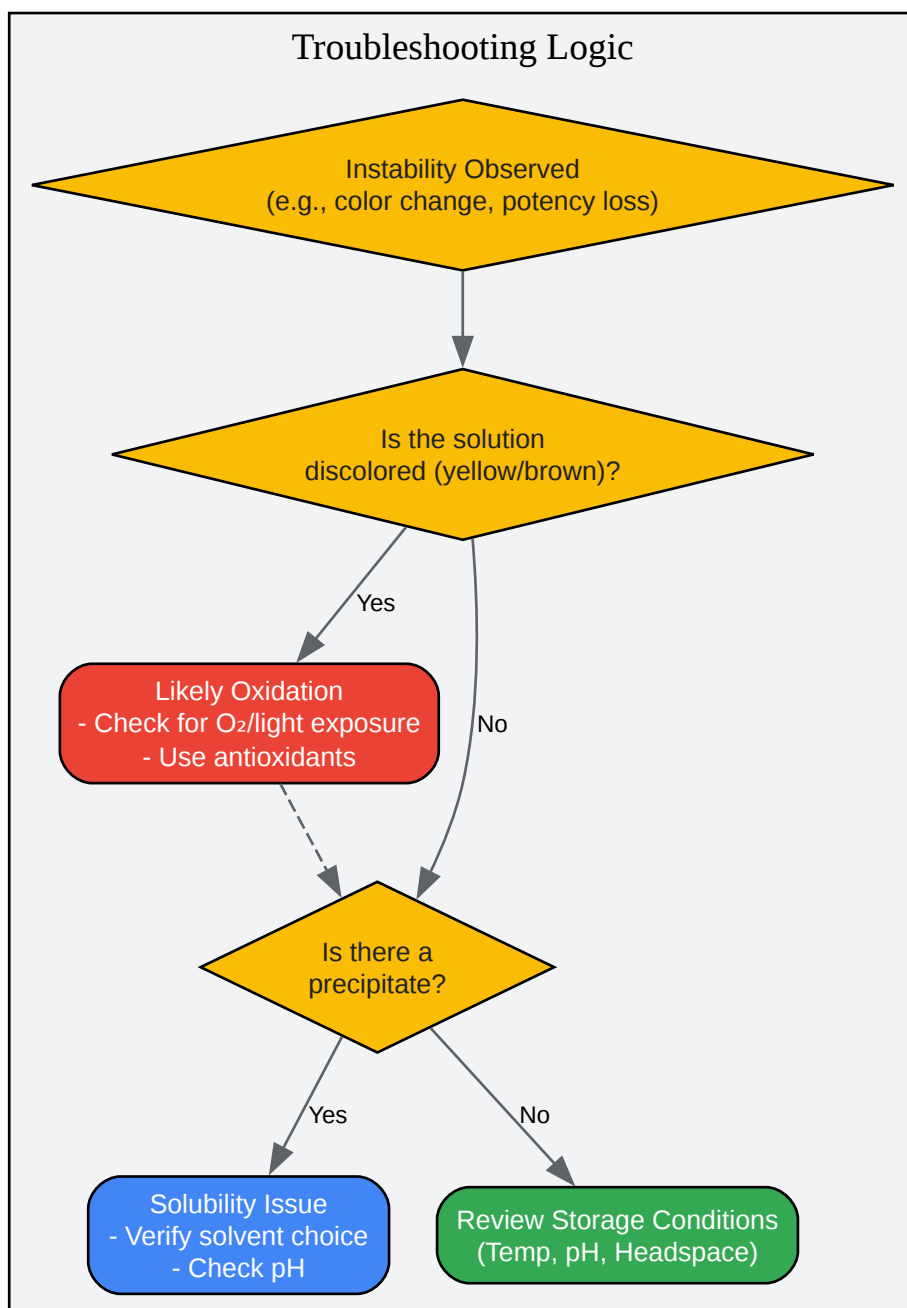 Troubleshooting Logic
Instability Observed
(e.g., color change, potency loss)
Is the solution
discolored (yellow/brown)?
Yes
Likely Oxidation
- Check for O₂/light exposure
- Use antioxidants
No
Is there a
precipitate?
Yes
No
Solubility Issue
- Verify solvent choice
- Check pH
Review Storage Conditions
(Temp, pH, Headspace)